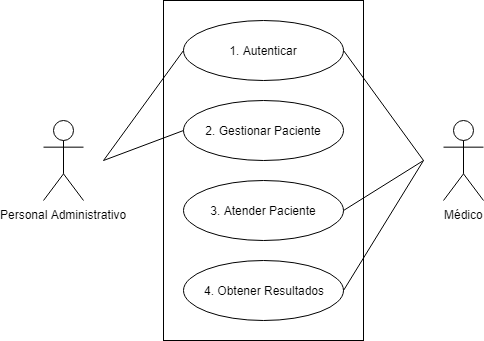 1. Autenticar
2. Gestionar Paciente
3. Atender Paciente
4. Obtener Resultados
Personal Administrativo
Médico